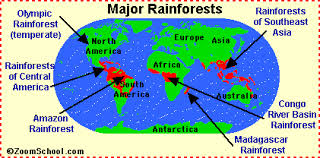 Major Rainforests
Olympic
Rainforest
(temperate)
Rainforests
of Southeast
Asia
North
America
Europe
Asia
Rainforests
of Central
America
Africa
South
America
Australia
Amazon
Rainforest
Congo
River Basin
Rainforest
Madagascar
Rainforest
Antarctica
©ZoomSchool.com